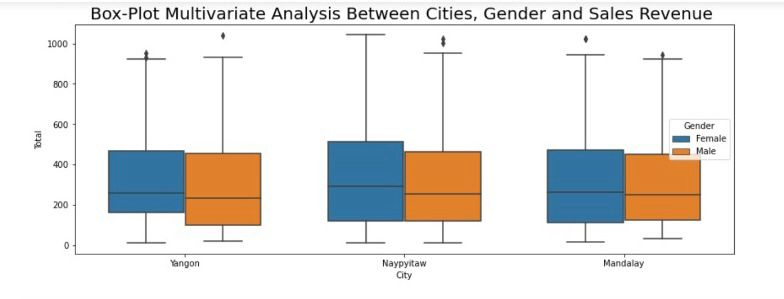 Box-Plot Multivariate Analysis Between Cities, Gender and Sales Revenue
1000
800
600
400
200
0
Total
Gender
Female
Male
Yangon
Naypyitaw
Mandalay
City